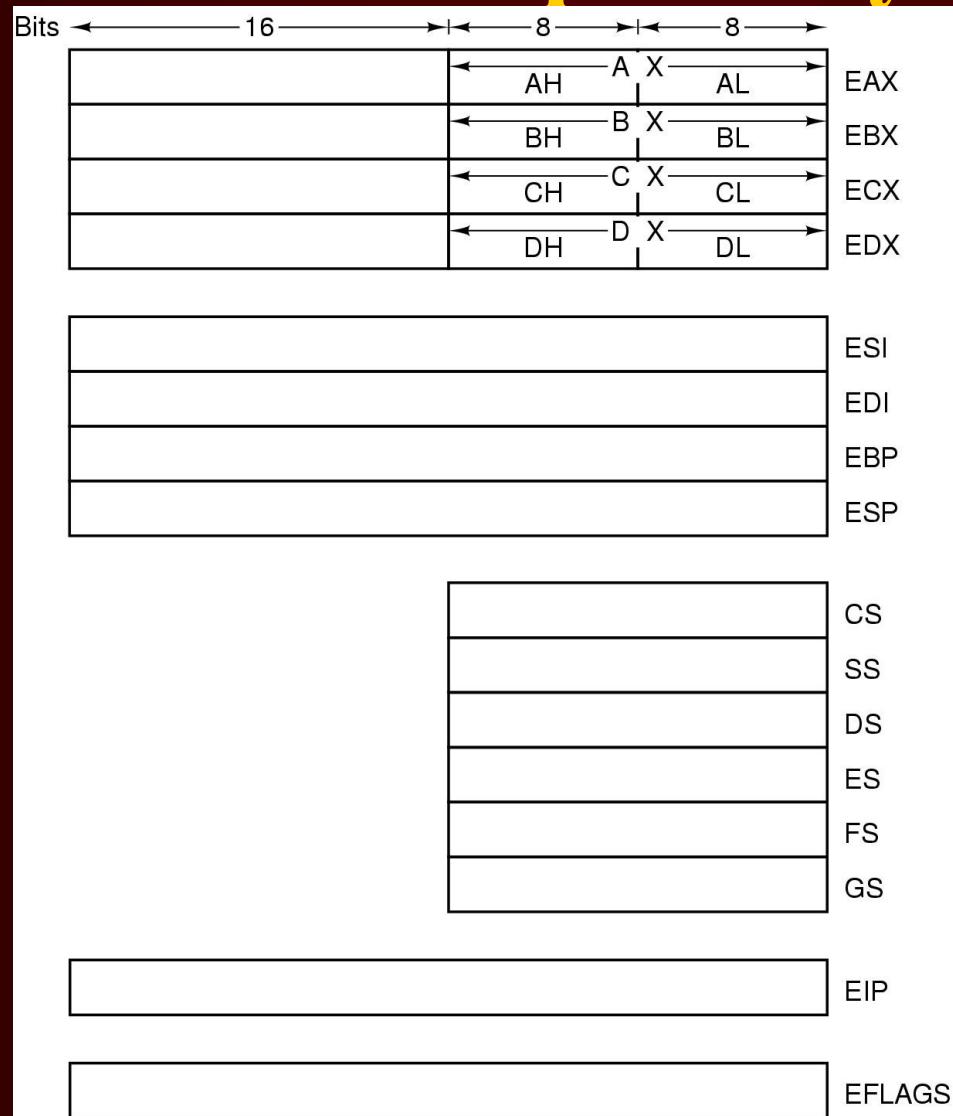 Bits 16 8 8
A X
AH AL EAX
B X
BH BL EBX
C X
CH CL ECX
D X
DH DL EDX
ESI
EDI
EBP
ESP
CS
SS
DS
ES
FS
GS
EIP
EFLAGS